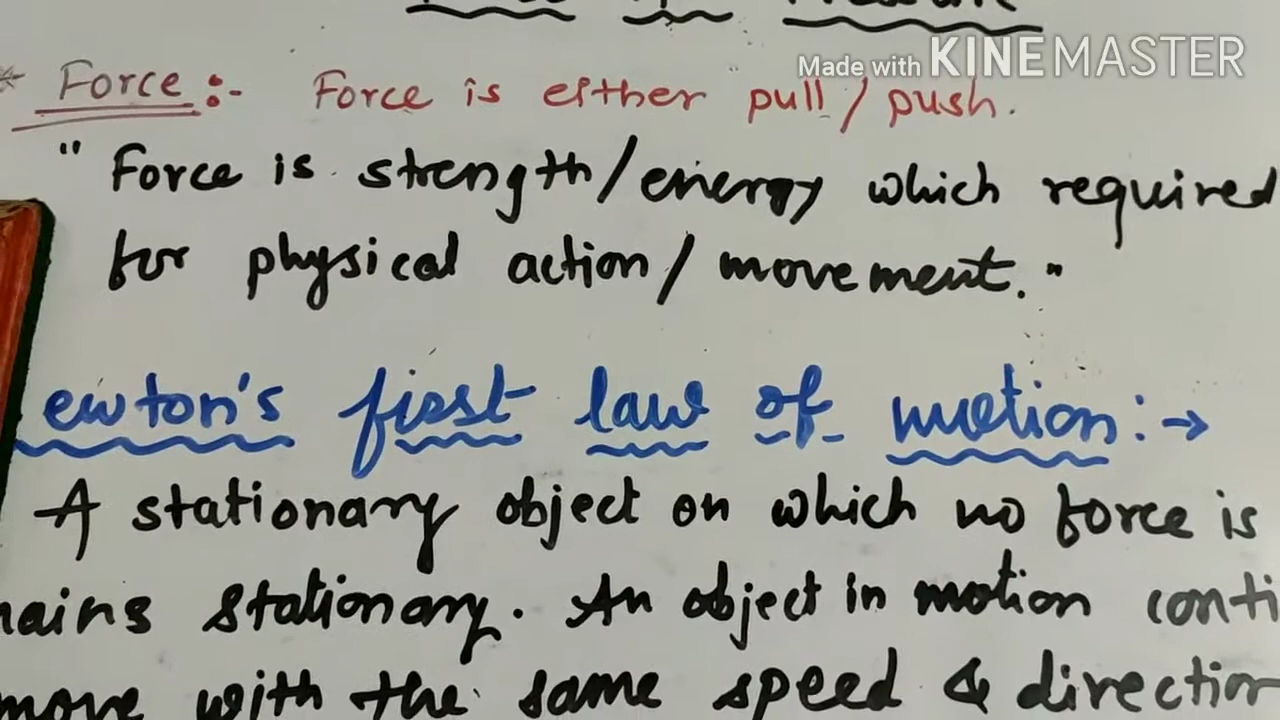 Made with KINEMASTER
* Force :- Force is either pull / push.
" Force is strength/energy which required
for physical action / movement."
ewton's first law of motion :→
A stationary object on which no force is
nains stationary. An object in motion conti
move with the same speed & direction